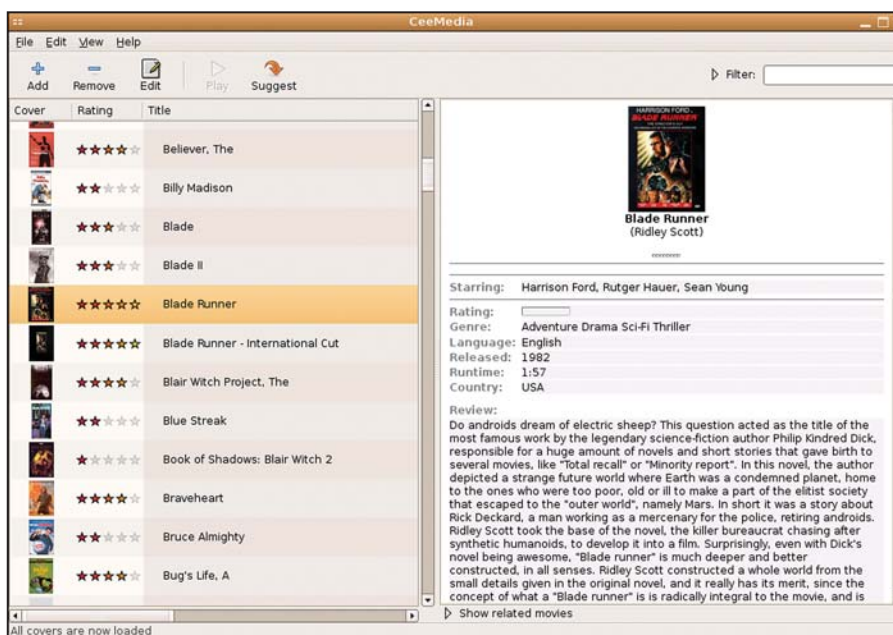 CeeMedia
File Edit View Help
Add Remove Edit Play Suggest
Filter:
Cover Rating Title
Believer, The
Billy Madison
Blade
Blade II
Blade Runner
Blade Runner - International Cut
Blair Witch Project, The
Blue Streak
Book of Shadows: Blair Witch 2
Braveheart
Bruce Almighty
Bug's Life, A
All covers are now loaded
HARRISON FORD
BLADE RUNNER
Blade Runner
(Ridley Scott)
Starring: Harrison Ford, Rutger Hauer, Sean Young
Rating:
Genre: Adventure Drama Sci-Fi Thriller
Language: English
Released: 1982
Runtime: 1:57
Country: USA
Review:
Do androids dream of electric sheep? This question acted as the title of the
most famous work by the legendary science-fiction author Philip Kindred Dick,
responsible for a huge amount of novels and short stories that gave birth to
several movies, like "Total recall" or "Minority report". In this novel, the author
depicted a strange future world where Earth was a condemned planet, home
to the ones who were too poor, old or ill to make a part of the elitist society
that escaped to the "outer world", namely Mars. In short it was a story about
Rick Deckard, a man working as a mercenary for the police, retiring androids.
Ridley Scott took the base of the novel, the killer bureaucrat chasing after
synthetic humanoids, to develop it into a film. Surprisingly, even with Dick's
novel being awesome, "Blade runner" is much deeper and better
constructed, in all senses. Ridley Scott constructed a whole world from the
small details given in the original novel, and it really has its merit, since the
concept of what a "Blade runner" is is radically integral to the movie, and is
Show related movies